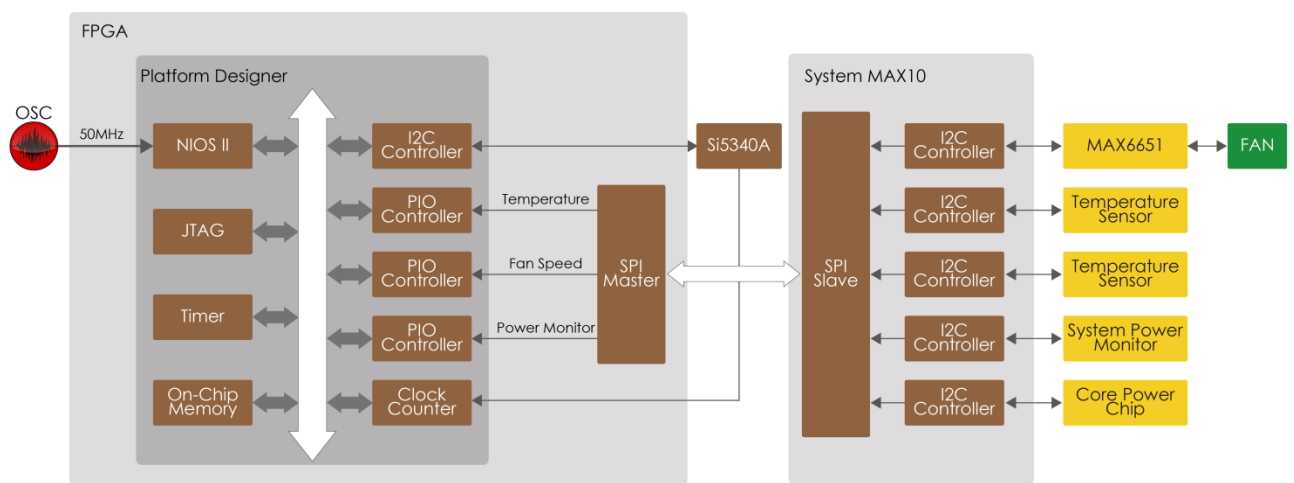 FPGA
Platform Designer
System MAX10
OSC
50MHz
NIOS II
JTAG
Timer
On-Chip
Memory
I2C
Controller
PIO
Controller
PIO
Controller
PIO
Controller
Clock
Counter
Temperature
Fan Speed
Power Monitor
SPI
Master
Si5340A
SPI
Slave
I2C
Controller
I2C
Controller
I2C
Controller
I2C
Controller
I2C
Controller
MAX6651
FAN
Temperature
Sensor
Temperature
Sensor
System Power
Monitor
Core Power
Chip